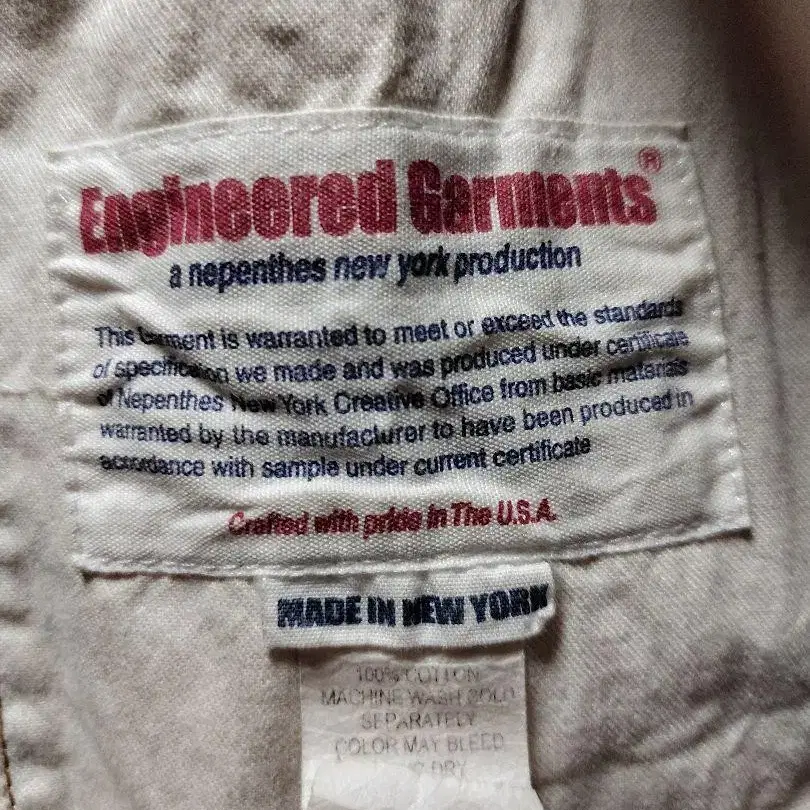 Engineered Garments®
a nepenthes new york production
This garment is warranted to meet or exceed the standards
of specification we made and was produced under certificate
of Nepenthes New York Creative Office from basic materials
warranted by the manufacturer to have been produced in
accordance with sample under current certificate
Crafted with pride in The U.S.A.
MADE IN NEW YORK
100% COTTON
MACHINE WASH COLD
SEPARATELY
COLOR MAY BLEED
DRY